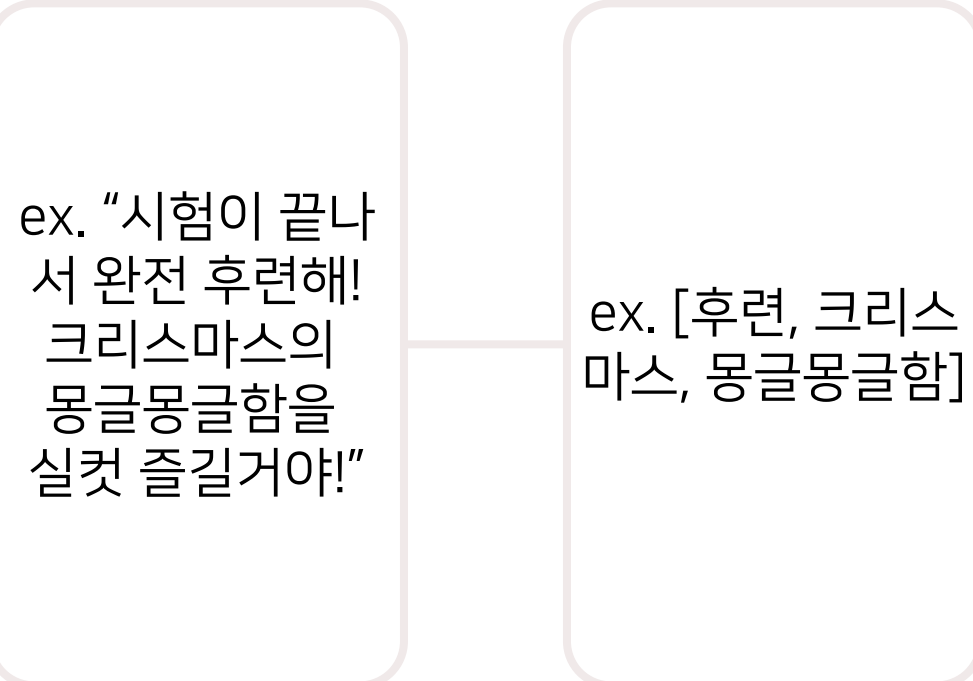 ex. “시험이 끝나
서 완전 후련해!
크리스마스의
몽글몽글함을
실컷 즐길거야!”
ex. [후련, 크리스
마스, 몽글몽글함]